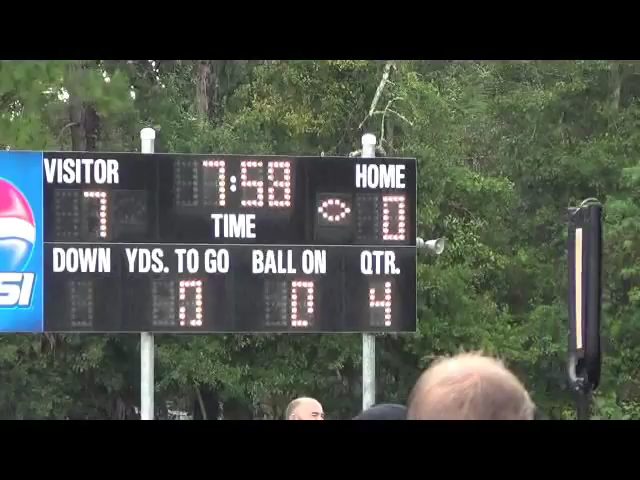 VISITOR 7:58 HOME
7 TIME 0
DOWN YDS. TO GO BALL ON QTR.
0 0 4
SI